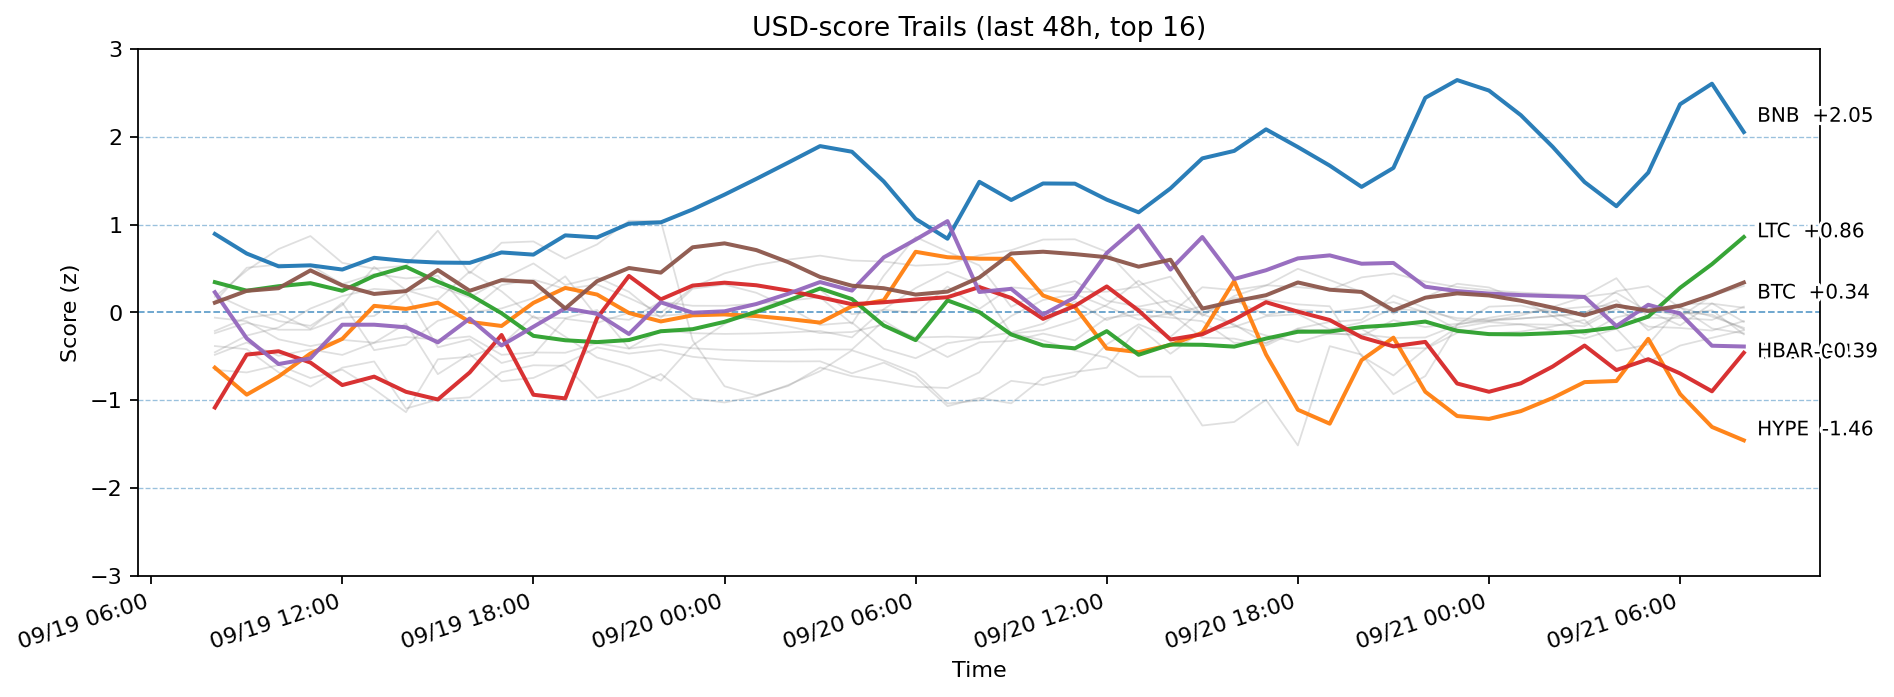 USD-score Trails (last 48h, top 16)
Score (z)
3
2
1
0
−1
−2
−3
BNB +2.05
LTC +0.86
BTC +0.34
HBAR -0.39
HYPE -1.46
09/19 06:00
09/19 12:00
09/19 18:00
09/20 00:00
09/20 06:00
09/20 12:00
09/20 18:00
09/21 00:00
09/21 06:00
Time